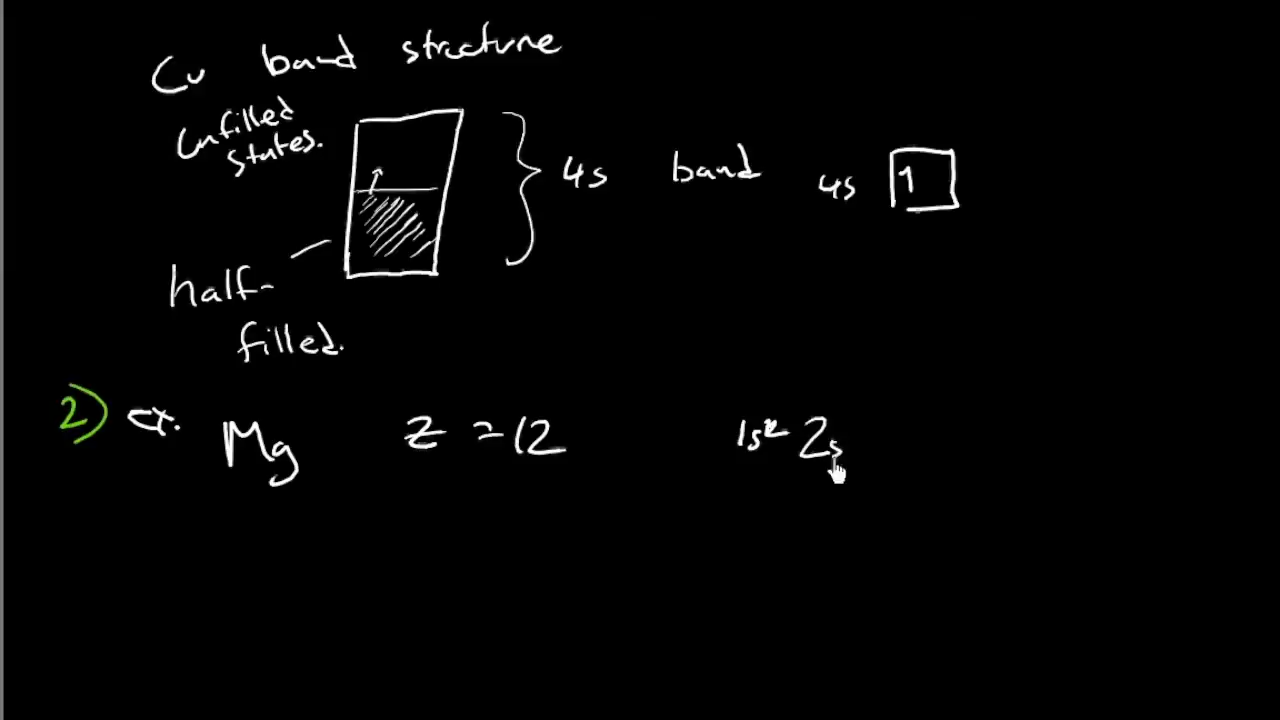 Cu band structure
Unfilled
states.
4s band 4s 1
half-
filled.
2) ex. Mg Z = 12 1s² 2s